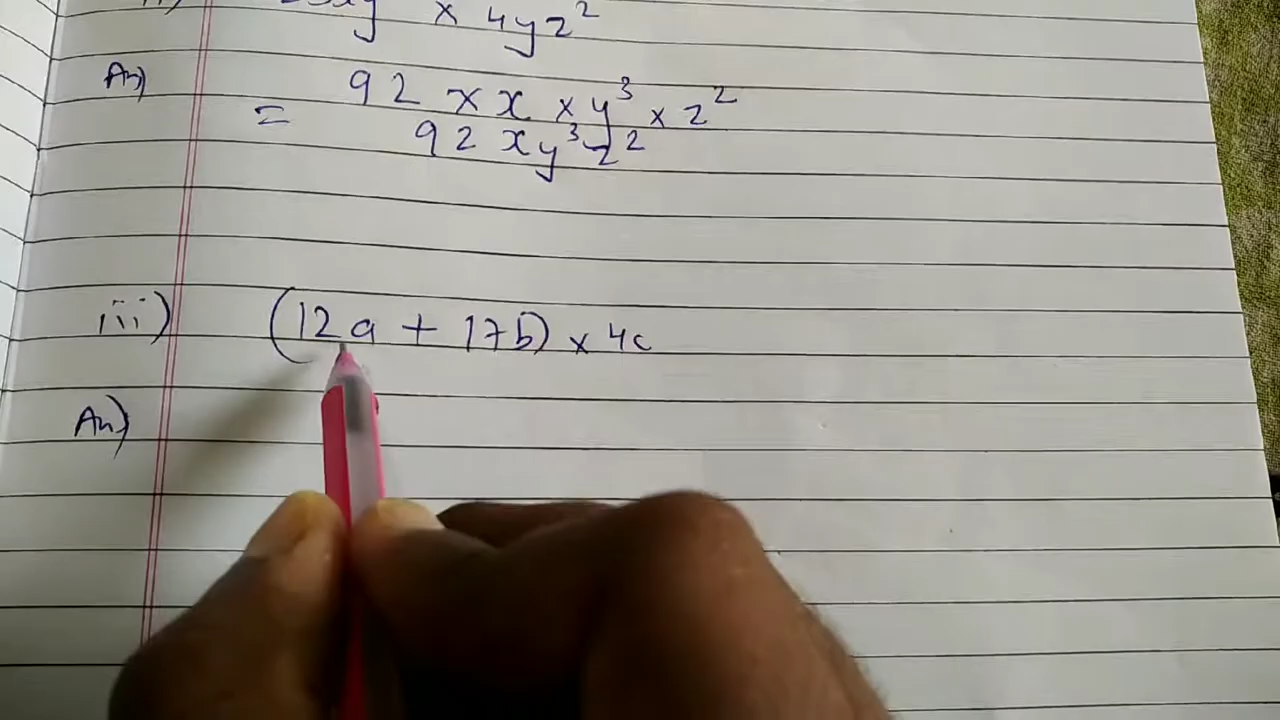 x 4yz²
An) 92 x x x y³ x z²
= 92 xy³z²
iii) (12a + 17b) x 4c
An)